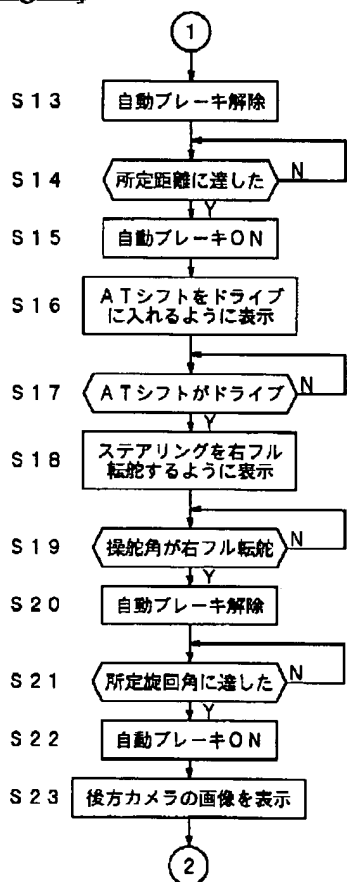 1
S13 自動ブレーキ解除
S14 所定距離に達した N
Y
S15 自動ブレーキON
S16 ATシフトをドライブ
に入れるように表示
S17 ATシフトがドライブ N
Y
S18 ステアリングを右フル
転舵するように表示
S19 操舵角が右フル転舵 N
Y
S20 自動ブレーキ解除
S21 所定旋回角に達した N
Y
S22 自動ブレーキON
S23 後方カメラの画像を表示
2